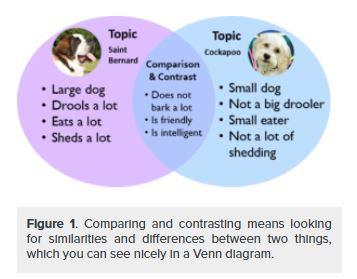 Topic
Saint
Bernard
• Large dog
• Drools a lot
• Eats a lot
• Sheds a lot
Comparison
& Contrast
• Does not
bark a lot
• Is friendly
• Is intelligent
Topic
Cockapoo
• Small dog
• Not a big drooler
• Small eater
• Not a lot of
shedding
Figure 1. Comparing and contrasting means looking
for similarities and differences between two things,
which you can see nicely in a Venn diagram.